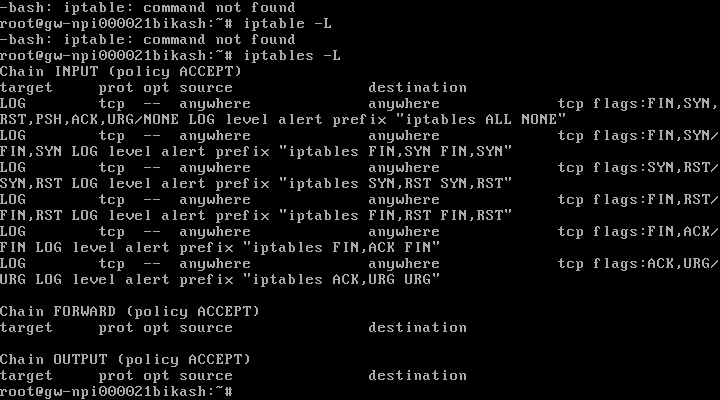 -bash: iptable: command not found
root@gw-npi000021bikash:~# iptable -L
-bash: iptable: command not found
root@gw-npi000021bikash:~# iptables -L
Chain INPUT (policy ACCEPT)
target     prot opt source               destination
LOG        tcp  --  anywhere             anywhere             tcp flags:FIN,SYN,
RST,PSH,ACK,URG/NONE LOG level alert prefix "iptables ALL NONE"
LOG        tcp  --  anywhere             anywhere             tcp flags:FIN,SYN/
FIN,SYN LOG level alert prefix "iptables FIN,SYN FIN,SYN"
LOG        tcp  --  anywhere             anywhere             tcp flags:SYN,RST/
SYN,RST LOG level alert prefix "iptables SYN,RST SYN,RST"
LOG        tcp  --  anywhere             anywhere             tcp flags:FIN,RST/
FIN,RST LOG level alert prefix "iptables FIN,RST FIN,RST"
LOG        tcp  --  anywhere             anywhere             tcp flags:FIN,ACK/
FIN LOG level alert prefix "iptables FIN,ACK FIN"
LOG        tcp  --  anywhere             anywhere             tcp flags:ACK,URG/
URG LOG level alert prefix "iptables ACK,URG URG"

Chain FORWARD (policy ACCEPT)
target     prot opt source               destination

Chain OUTPUT (policy ACCEPT)
target     prot opt source               destination
root@gw-npi000021bikash:~#